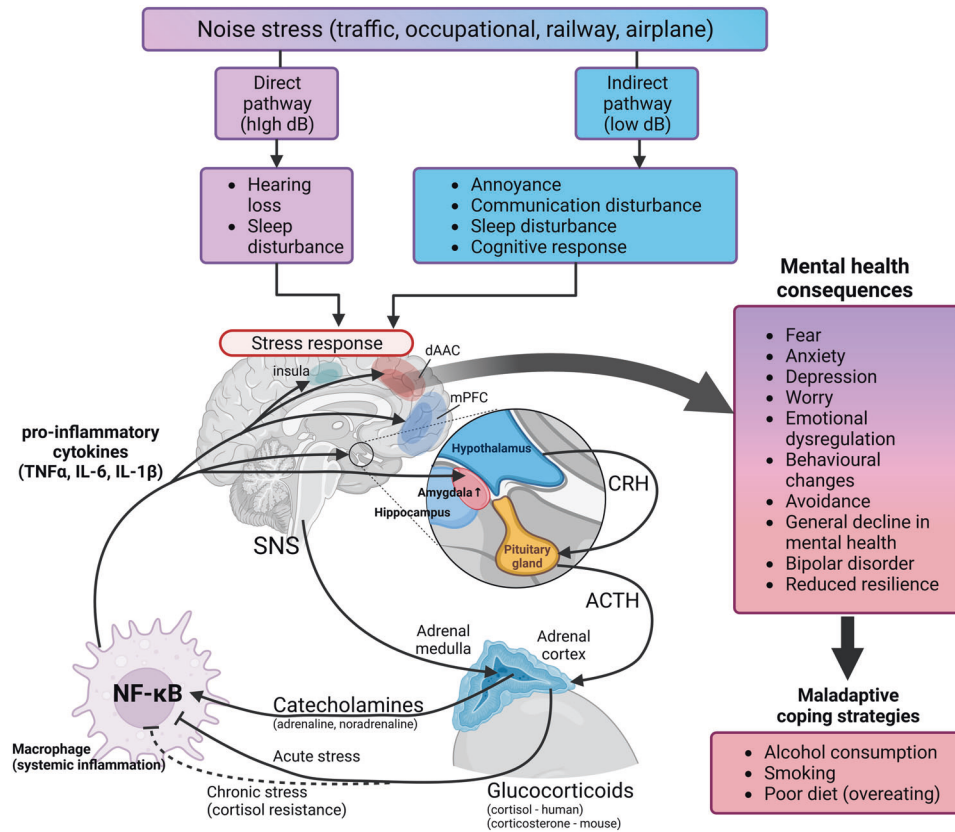 Noise stress (traffic, occupational, railway, airplane)
Direct
pathway
(hIgh dB)
Indirect
pathway
(low dB)
• Hearing
loss
• Sleep
disturbance
• Annoyance
• Communication disturbance
• Sleep disturbance
• Cognitive response
Stress response
insula
dAAC
mPFC
pro-inflammatory
cytokines
(TNFα, IL-6, IL-1β)
Hypothalamus
Amygdala ↑
Hippocampus
Pituitary
gland
CRH
SNS
ACTH
Adrenal
medulla
Adrenal
cortex
NF-κB
Catecholamines
(adrenaline, noradrenaline)
Macrophage
(systemic inflammation)
Acute stress
Chronic stress
(cortisol resistance)
Glucocorticoids
(cortisol - human)
(corticosterone - mouse)
Mental health
consequences
• Fear
• Anxiety
• Depression
• Worry
• Emotional
dysregulation
• Behavioural
changes
• Avoidance
• General decline in
mental health
• Bipolar disorder
• Reduced resilience
Maladaptive
coping strategies
• Alcohol consumption
• Smoking
• Poor diet (overeating)